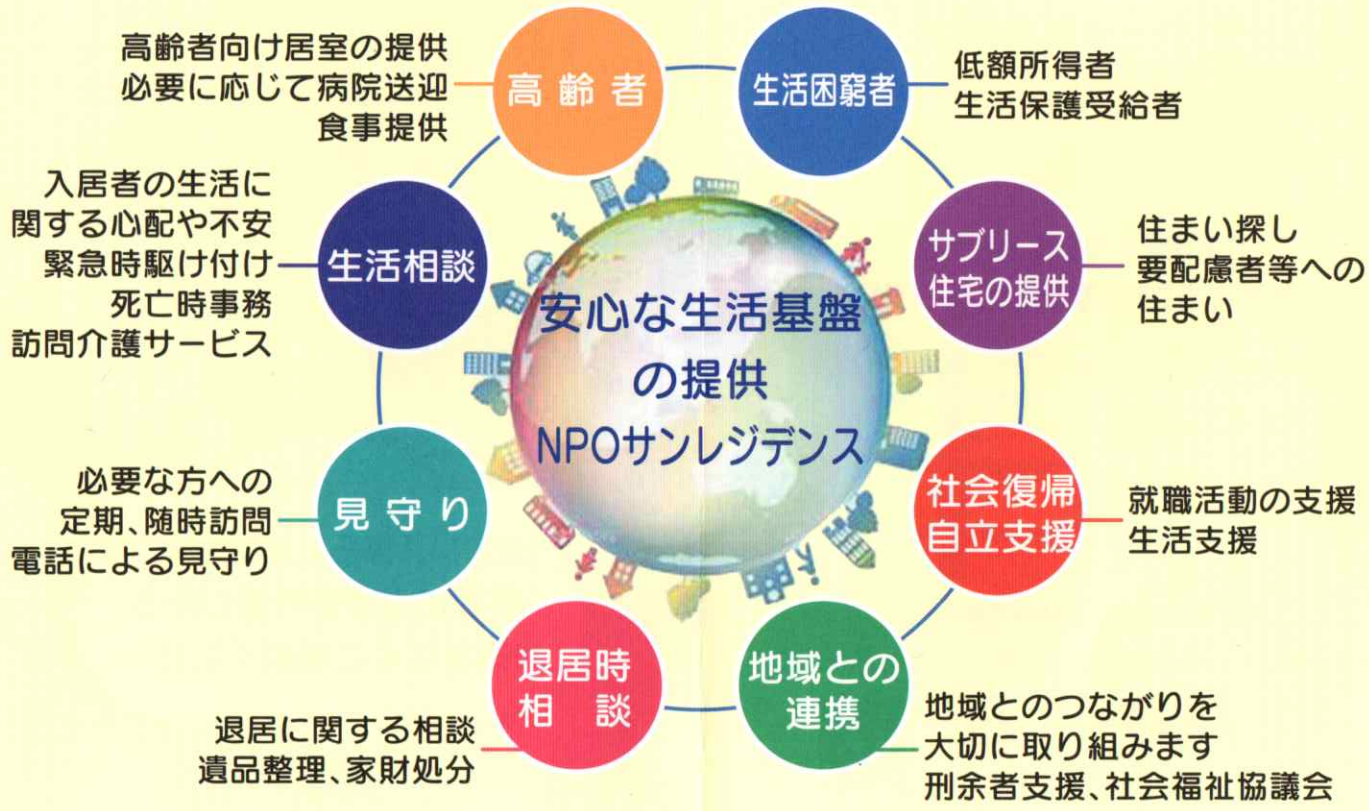 高齢者向け居室の提供
必要に応じて病院送迎
食事提供
高齢者
生活困窮者
低額所得者
生活保護受給者
入居者の生活に
関する心配や不安
緊急時駆け付け
死亡時事務
訪問介護サービス
生活相談
サブリース
住宅の提供
住まい探し
要配慮者等への
住まい
安心な生活基盤
の提供
NPOサンレジデンス
必要な方への
定期、随時訪問
電話による見守り
見守り
社会復帰
自立支援
就職活動の支援
生活支援
退居時
相談
退居に関する相談
遺品整理、家財処分
地域との
連携
地域とのつながりを
大切に取り組みます
刑余者支援、社会福祉協議会